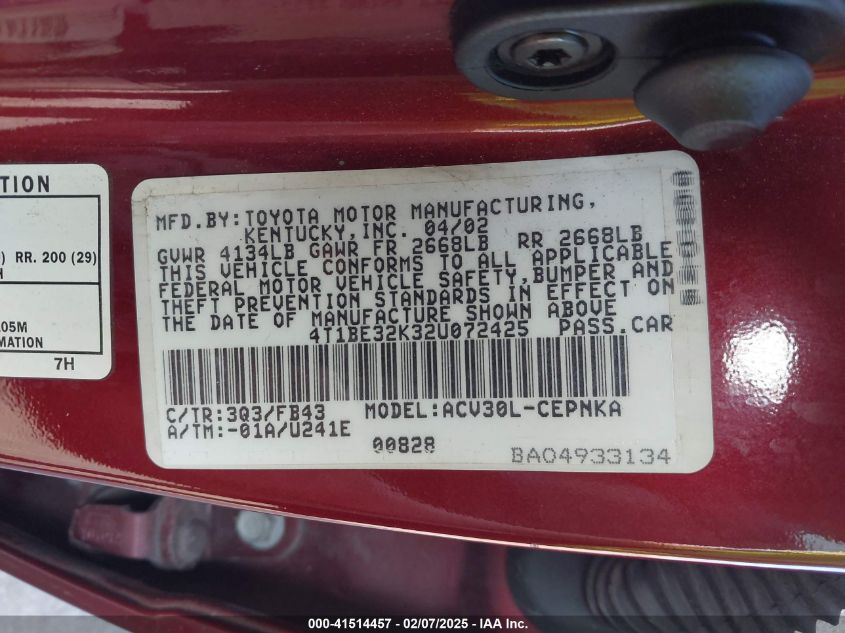 TION
RR. 200 (29)
H
.05M
MATION
7H
MFD.BY:TOYOTA MOTOR MANUFACTURING,
KENTUCKY,INC. 04/02
GVWR 4134LB GAWR FR 2668LB RR 2668LB
THIS VEHICLE CONFORMS TO ALL APPLICABLE
FEDERAL MOTOR VEHICLE SAFETY,BUMPER AND
THEFT PREVENTION STANDARDS IN EFFECT ON
THE DATE OF MANUFACTURE SHOWN ABOVE
4T1BE32K32U072425 PASS.CAR
C/TR:3Q3/FB43 MODEL:ACV30L-CEPNKA
A/TM:-01A/U241E
00828
BA04933134
000-41514457 - 02/07/2025 - IAA Inc.